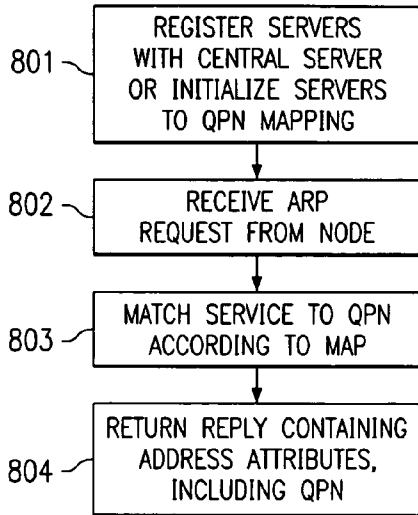 801
REGISTER SERVERS
WITH CENTRAL SERVER
OR INITIALIZE SERVERS
TO QPN MAPPING
802
RECEIVE ARP
REQUEST FROM NODE
803
MATCH SERVICE TO QPN
ACCORDING TO MAP
804
RETURN REPLY CONTAINING
ADDRESS ATTRIBUTES,
INCLUDING QPN